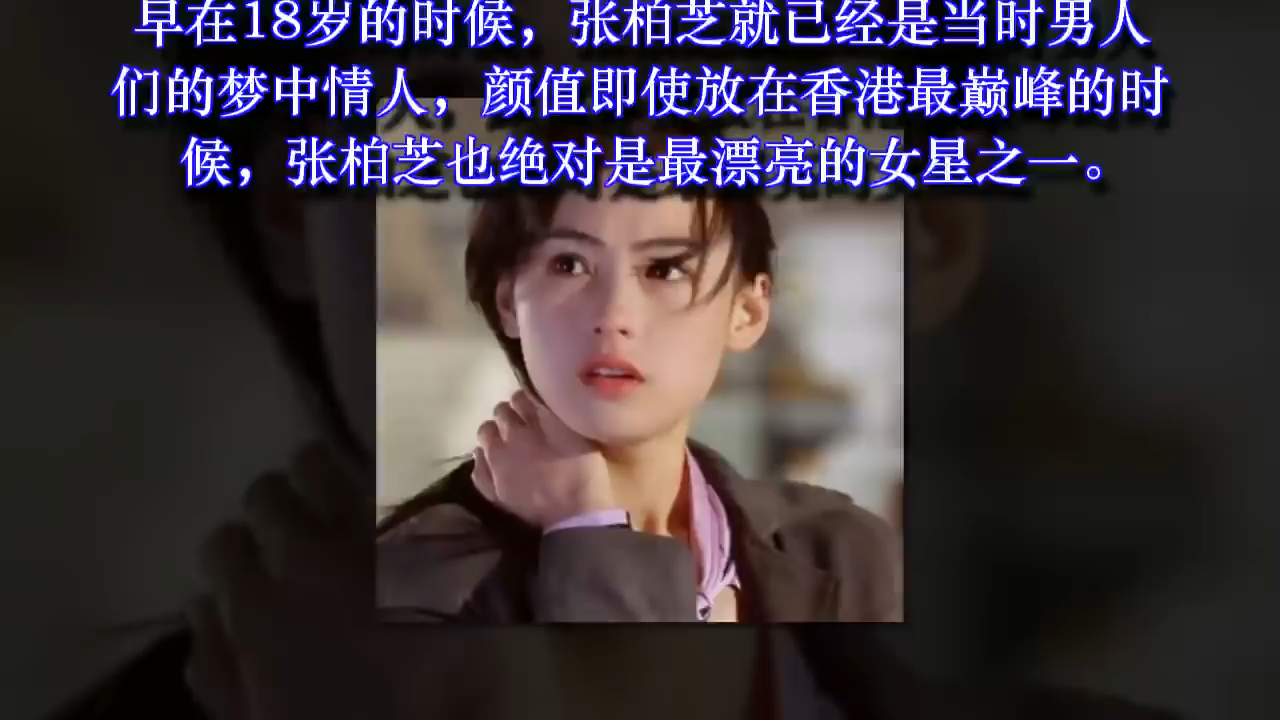 早在18岁的时候，张柏芝就已经是当时男人
们的梦中情人，颜值即使放在香港最巅峰的时
候，张柏芝也绝对是最漂亮的女星之一。